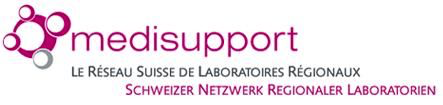 medisupport
LE RÉSEAU SUISSE DE LABORATOIRES RÉGIONAUX
SCHWEIZER NETZWERK REGIONALER LABORATORIEN